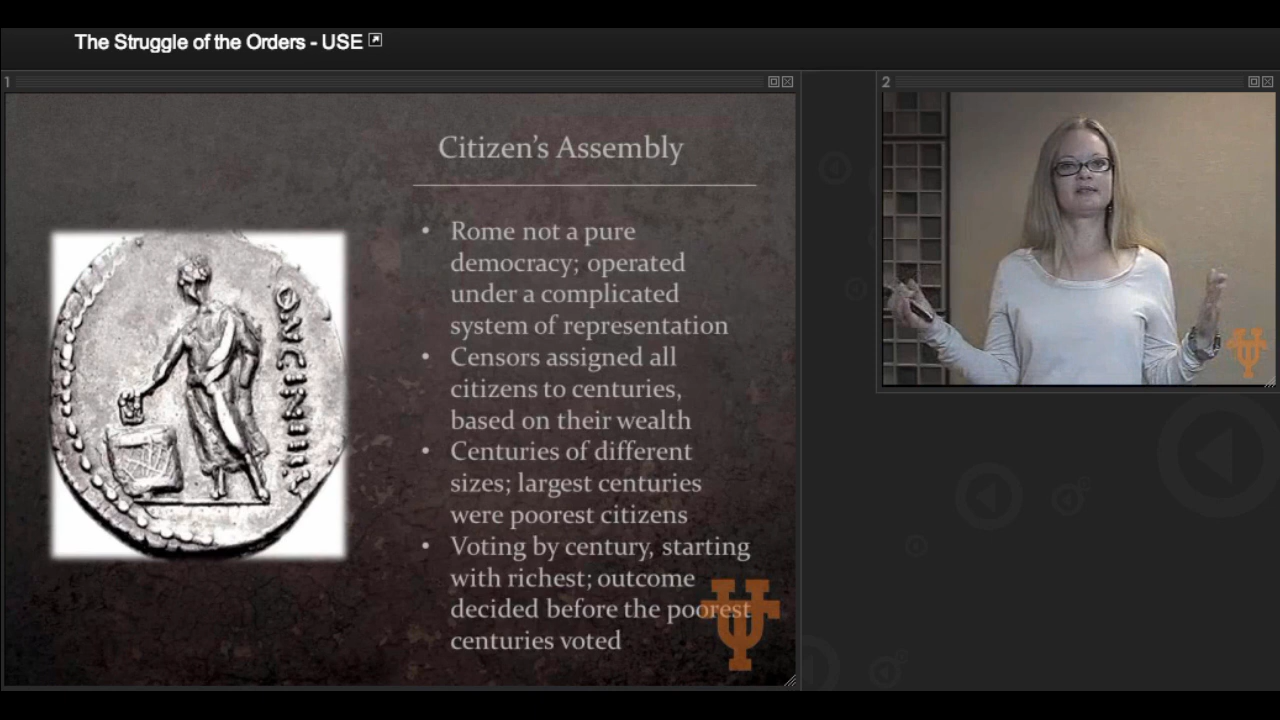 The Struggle of the Orders - USE
1
2
Citizen's Assembly
• Rome not a pure
democracy; operated
under a complicated
system of representation
• Censors assigned all
citizens to centuries,
based on their wealth
• Centuries of different
sizes; largest centuries
were poorest citizens
• Voting by century, starting
with richest; outcome
decided before the poorest
centuries voted